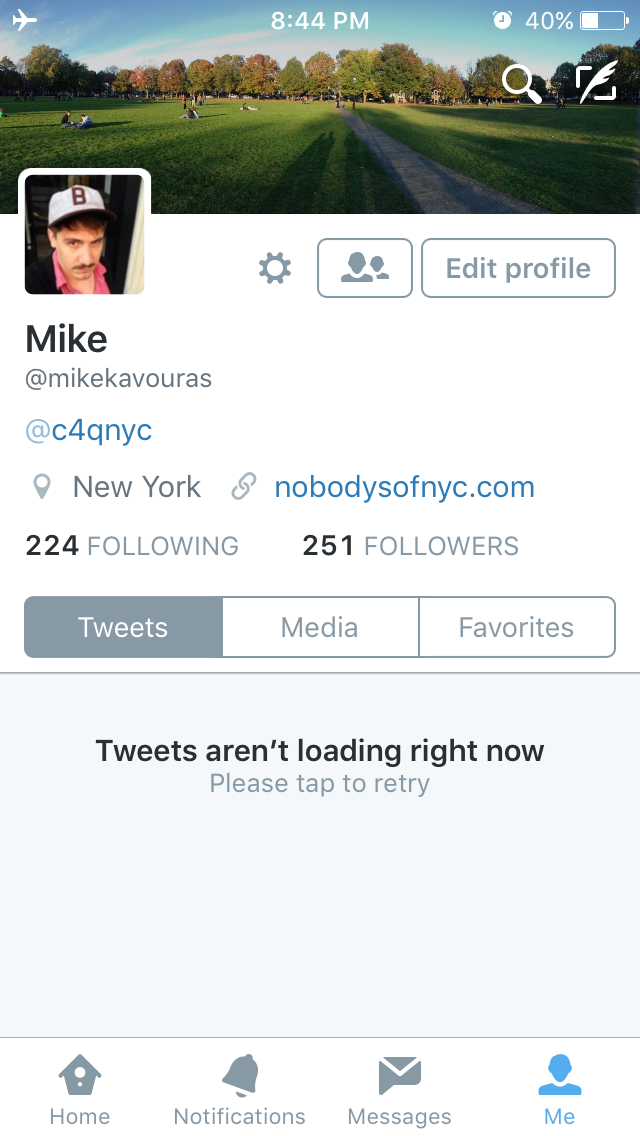 8:44 PM 40%
B
Edit profile
Mike
@mikekavouras
@c4qnyc
New York nobodysofnyc.com
224 FOLLOWING 251 FOLLOWERS
Tweets Media Favorites
Tweets aren’t loading right now
Please tap to retry
Home Notifications Messages Me